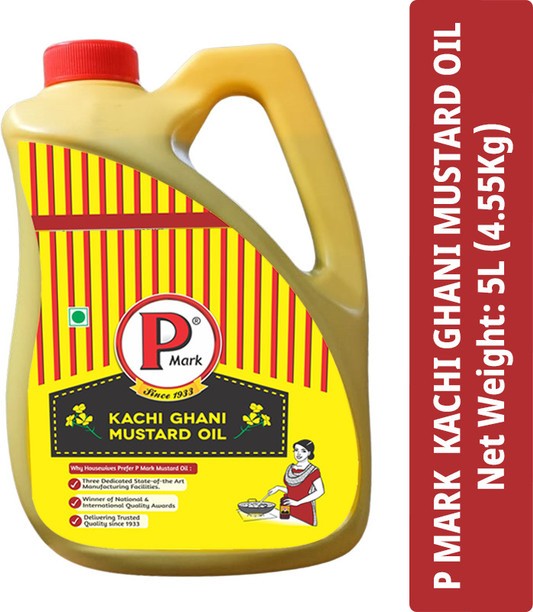 P®
Mark
Since 1933
KACHI GHANI
MUSTARD OIL
Why Housewives Prefer P Mark Mustard Oil :
Three Dedicated State-of-the Art
Manufacturing Facilities.
Winner of National &
International Quality Awards
Delivering Trusted
Quality since 1933
P MARK KACHI GHANI MUSTARD OIL
Net Weight: 5L (4.55Kg)